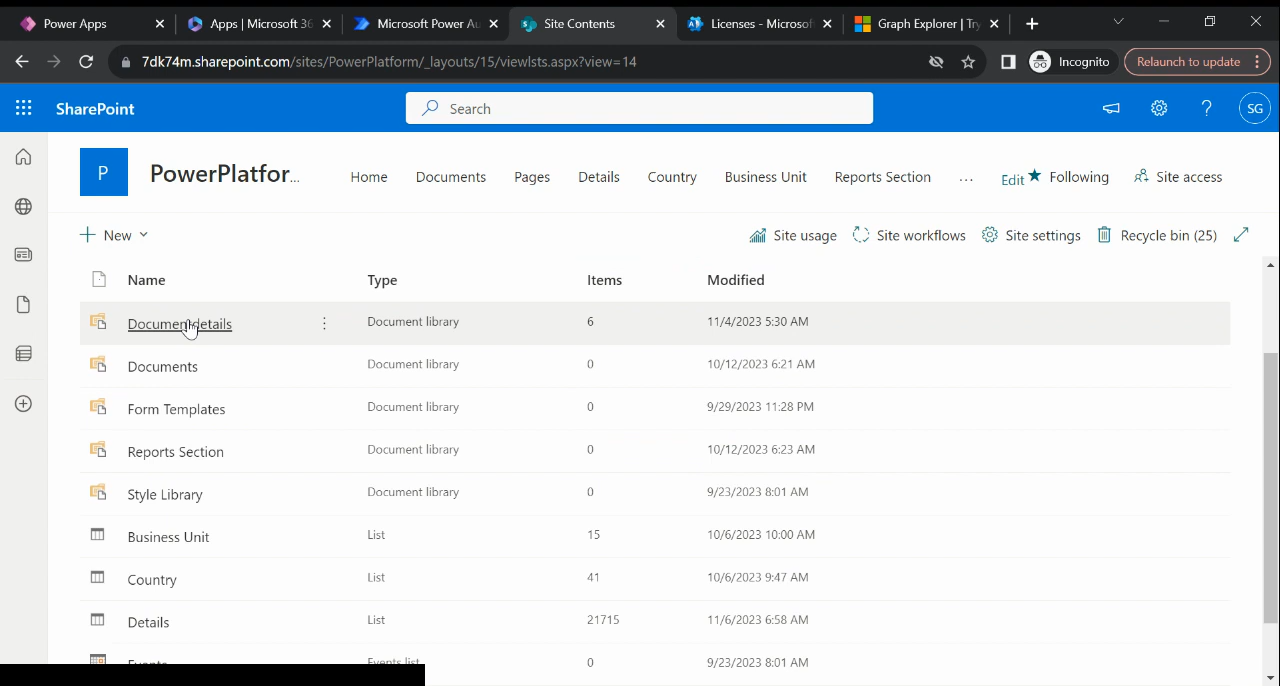 Power Apps
Apps | Microsoft 36
Microsoft Power Au
Site Contents
Licenses - Microsof
Graph Explorer | Try
7dk74m.sharepoint.com/sites/PowerPlatform/_layouts/15/viewlsts.aspx?view=14
Incognito
Relaunch to update
SharePoint
Search
SG
P
PowerPlatfor...
Home
Documents
Pages
Details
Country
Business Unit
Reports Section
...
Edit
Following
Site access
New
Site usage
Site workflows
Site settings
Recycle bin (25)
Name Type Items Modified
Documentdetails Document library 6 11/4/2023 5:30 AM
Documents Document library 0 10/12/2023 6:21 AM
Form Templates Document library 0 9/29/2023 11:28 PM
Reports Section Document library 0 10/12/2023 6:23 AM
Style Library Document library 0 9/23/2023 8:01 AM
Business Unit List 15 10/6/2023 10:00 AM
Country List 41 10/6/2023 9:47 AM
Details List 21715 11/6/2023 6:58 AM
Events Events list 0 9/23/2023 8:01 AM